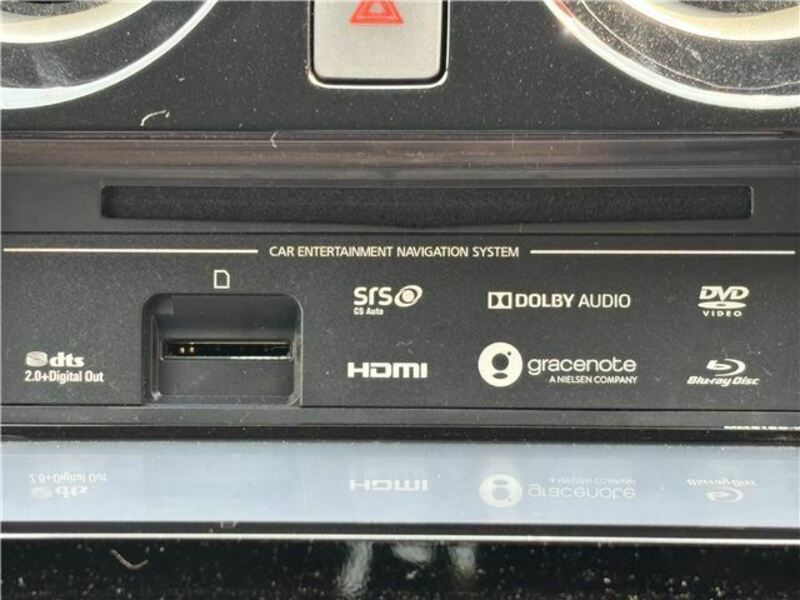 CAR ENTERTAINMENT NAVIGATION SYSTEM
dts
2.0+Digital Out
SRS
CS Auto
HDMI
DOLBY AUDIO
gracenote
A NIELSEN COMPANY
DVD
VIDEO
Blu-ray Disc